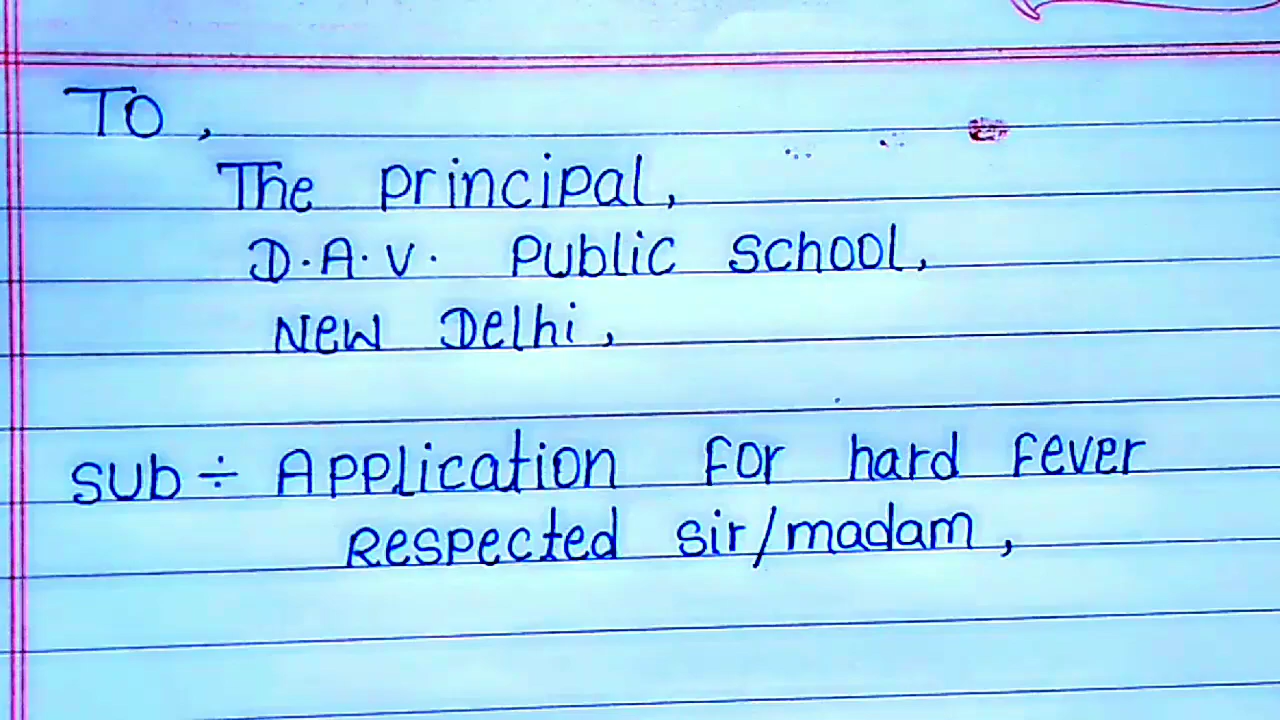 TO,
The principal,
D.A.V. Public school,
New Delhi,
Sub ÷ Application for hard fever
Respected sir/madam,